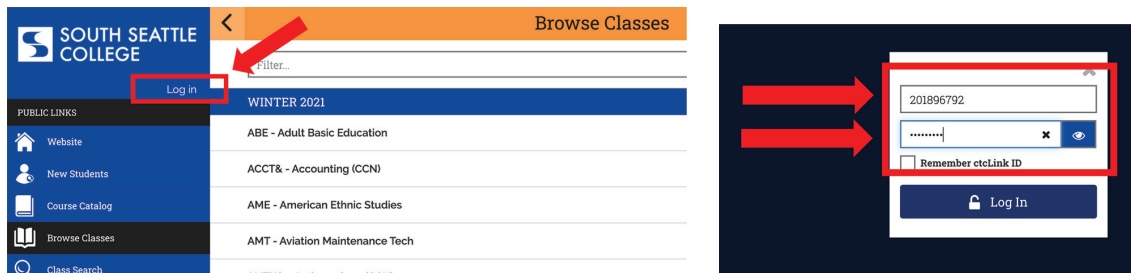 SOUTH SEATTLE
COLLEGE
Log in
PUBLIC LINKS
Website
New Students
Course Catalog
Browse Classes
Class Search
Browse Classes
Filter...
WINTER 2021
ABE - Adult Basic Education
ACCT& - Accounting (CCN)
AME - American Ethnic Studies
AMT - Aviation Maintenance Tech
201896792
Remember ctcLink ID
Log In